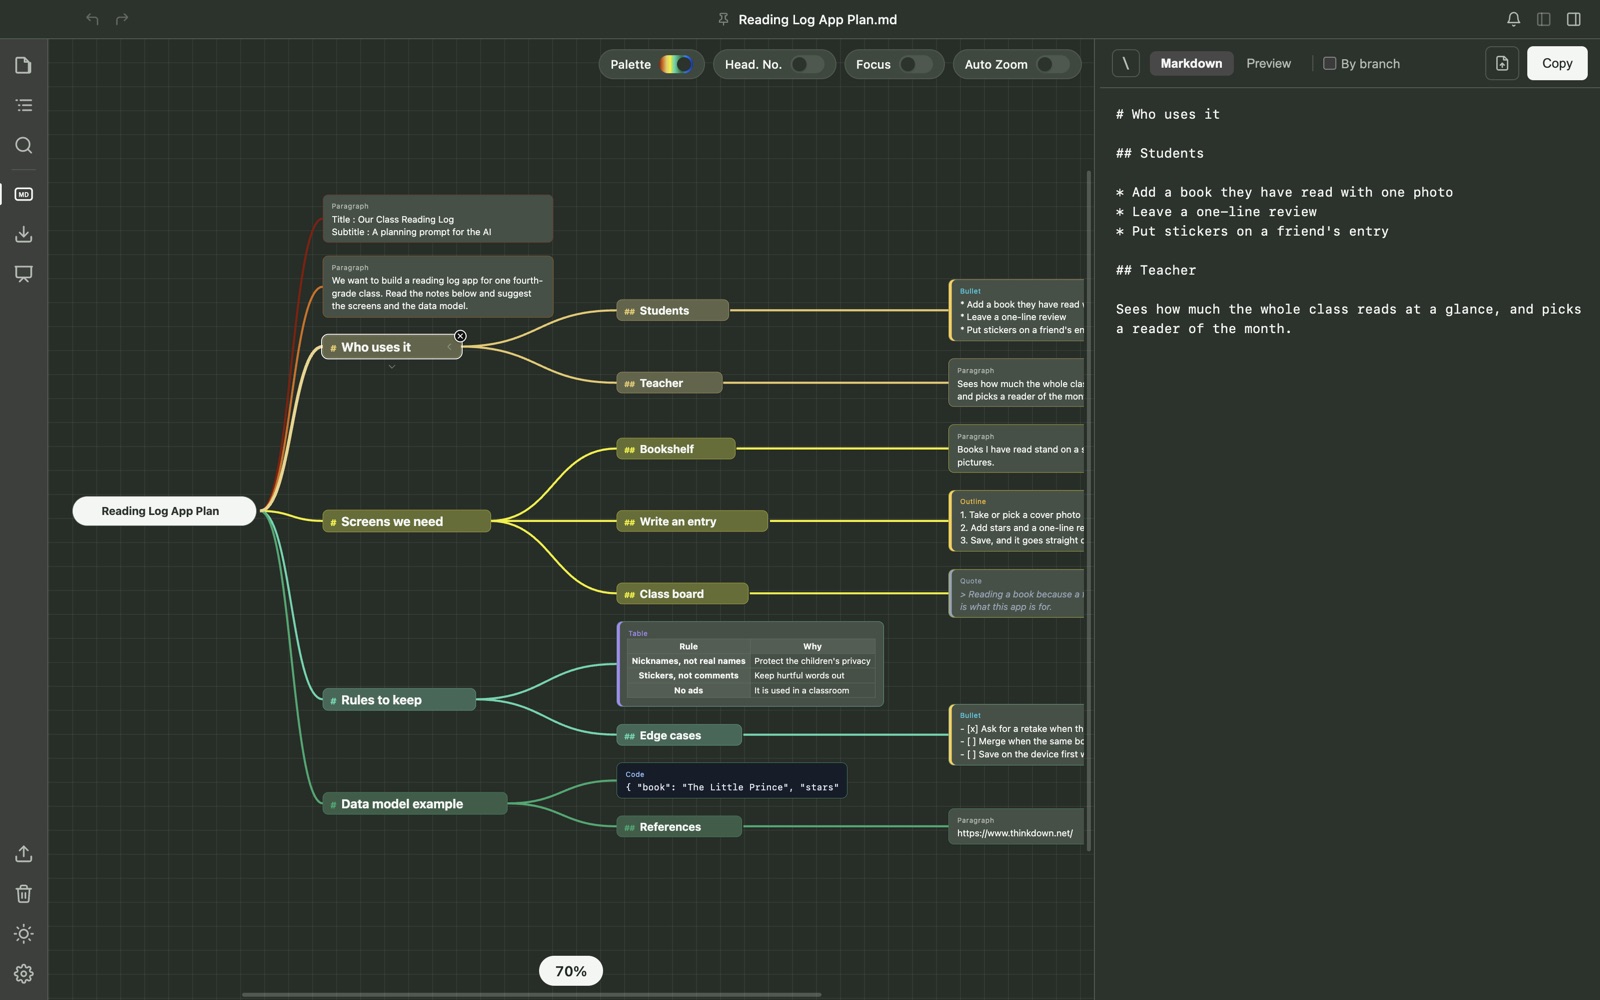 Reading Log App Plan.md
Palette
Head. No.
Focus
Auto Zoom
\
Markdown
Preview
By branch
Copy
MD
Paragraph
Title : Our Class Reading Log
Subtitle : A planning prompt for the AI
Paragraph
We want to build a reading log app for one fourth-
grade class. Read the notes below and suggest
the screens and the data model.
# Who uses it
## Students
Bullet
* Add a book they have read
* Leave a one-line review
* Put stickers on a friend's en
## Teacher
Paragraph
Sees how much the whole clas
and picks a reader of the mon
Reading Log App Plan
# Screens we need
## Bookshelf
Paragraph
Books I have read stand on a s
pictures.
## Write an entry
Outline
1. Take or pick a cover photo
2. Add stars and a one-line re
3. Save, and it goes straight
## Class board
Quote
> Reading a book because a
is what this app is for.
# Rules to keep
Table
Rule Why
Nicknames, not real names Protect the children's privacy
Stickers, not comments Keep hurtful words out
No ads It is used in a classroom
## Edge cases
Bullet
- [x] Ask for a retake when th
- [ ] Merge when the same bo
- [ ] Save on the device first
# Data model example
Code
{ "book": "The Little Prince", "stars"
## References
Paragraph
https://www.thinkdown.net/
70%
# Who uses it
## Students
* Add a book they have read with one photo
* Leave a one-line review
* Put stickers on a friend's entry
## Teacher
Sees how much the whole class reads at a glance, and picks
a reader of the month.